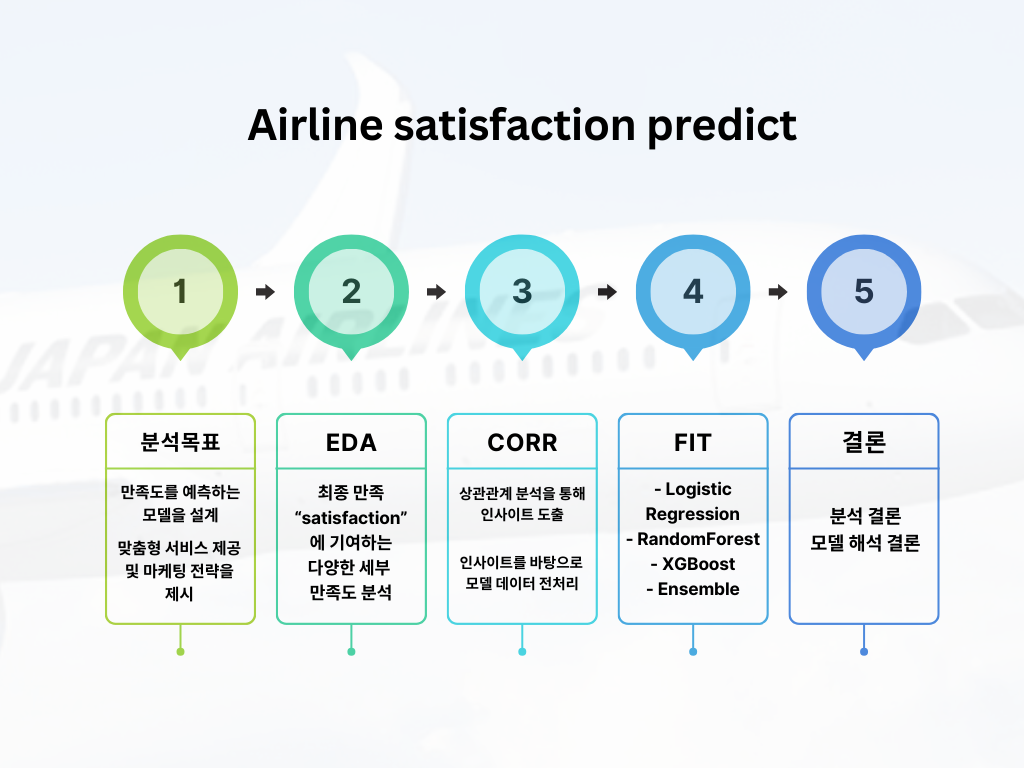 Airline satisfaction predict
1
2
3
4
5
JAPAN AIRLINES
분석목표
만족도를 예측하는
모델을 설계
맞춤형 서비스 제공
및 마케팅 전략을
제시
EDA
최종 만족
“satisfaction”
에 기여하는
다양한 세부
만족도 분석
CORR
상관관계 분석을 통해
인사이트 도출
인사이트를 바탕으로
모델 데이터 전처리
FIT
- Logistic
Regression
- RandomForest
- XGBoost
- Ensemble
결론
분석 결론
모델 해석 결론